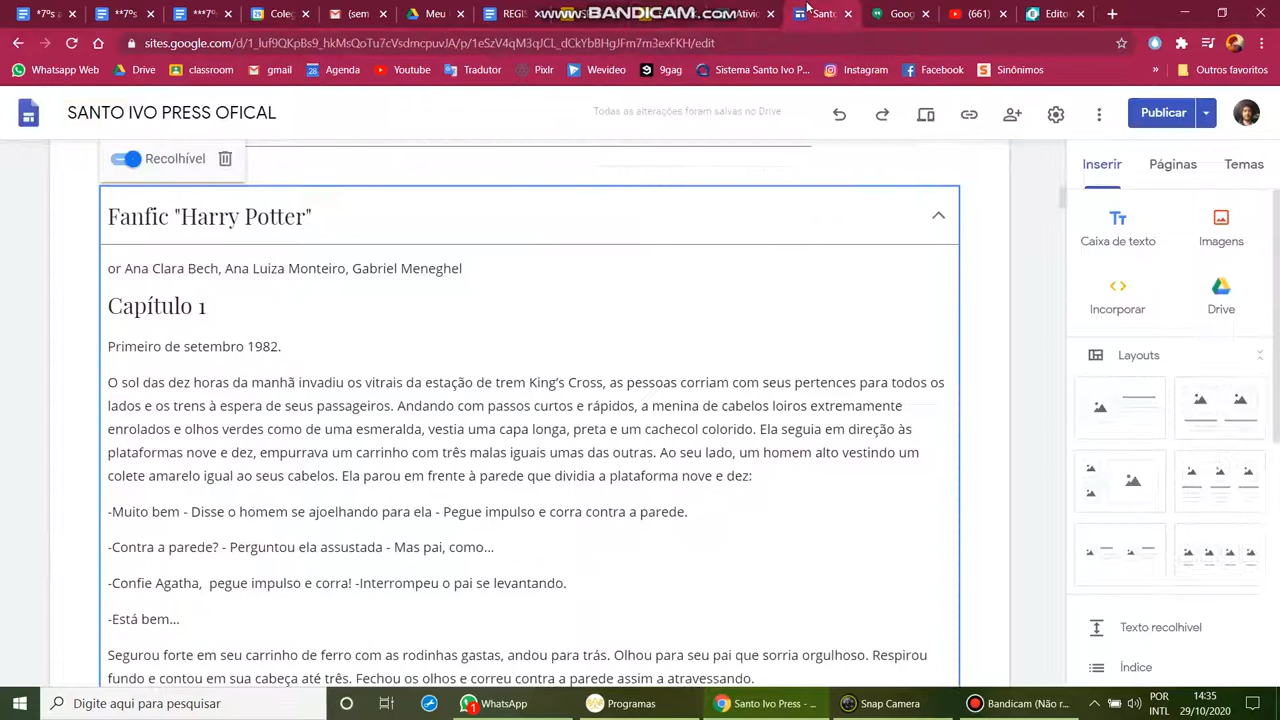 *7º5 a
*7º5 a
***7º(
Coleg
(sem
Meu
REGIS
www.BANDICAM.com
Ativic
Santo
Goog
(661)
Editor
sites.google.com/d/1_luf9QKpBs9_hkMsQoTu7cVsdmcpuvJA/p/1eSzV4qM3qJCL_dCkYbBHgJFm7m3exFKH/edit
Whatsapp Web
Drive
classroom
gmail
Agenda
Youtube
Tradutor
Pixlr
Wevideo
9gag
Sistema Santo Ivo P...
Instagram
Facebook
Sinônimos
»
Outros favoritos
SANTO IVO PRESS OFICAL
Todas as alterações foram salvas no Drive
Publicar
Recolhível
Inserir
Páginas
Temas
Fanfic "Harry Potter"
or Ana Clara Bech, Ana Luiza Monteiro, Gabriel Meneghel
Capítulo 1
Primeiro de setembro 1982.
O sol das dez horas da manhã invadiu os vitrais da estação de trem King's Cross, as pessoas corriam com seus pertences para todos os
lados e os trens à espera de seus passageiros. Andando com passos curtos e rápidos, a menina de cabelos loiros extremamente
enrolados e olhos verdes como de uma esmeralda, vestia uma capa longa, preta e um cachecol colorido. Ela seguia em direção às
plataformas nove e dez, empurrava um carrinho com três malas iguais umas das outras. Ao seu lado, um homem alto vestindo um
colete amarelo igual ao seus cabelos. Ela parou em frente à parede que dividia a plataforma nove e dez:
-Muito bem - Disse o homem se ajoelhando para ela - Pegue impulso e corra contra a parede.
-Contra a parede? - Perguntou ela assustada - Mas pai, como...
-Confie Agatha,  pegue impulso e corra! -Interrompeu o pai se levantando.
-Está bem...
Segurou forte em seu carrinho de ferro com as rodinhas gastas, andou para trás. Olhou para seu pai que sorria orgulhoso. Respirou
fundo e contou em sua cabeça até três. Fechou os olhos e correu contra a parede assim a atravessando.
Caixa de texto
Imagens
Incorporar
Drive
Layouts
Texto recolhível
Índice
Digite aqui para pesquisar
WhatsApp
Programas
Santo Ivo Press - ...
Snap Camera
Bandicam (Não r...
POR
INTL
14:35
29/10/2020